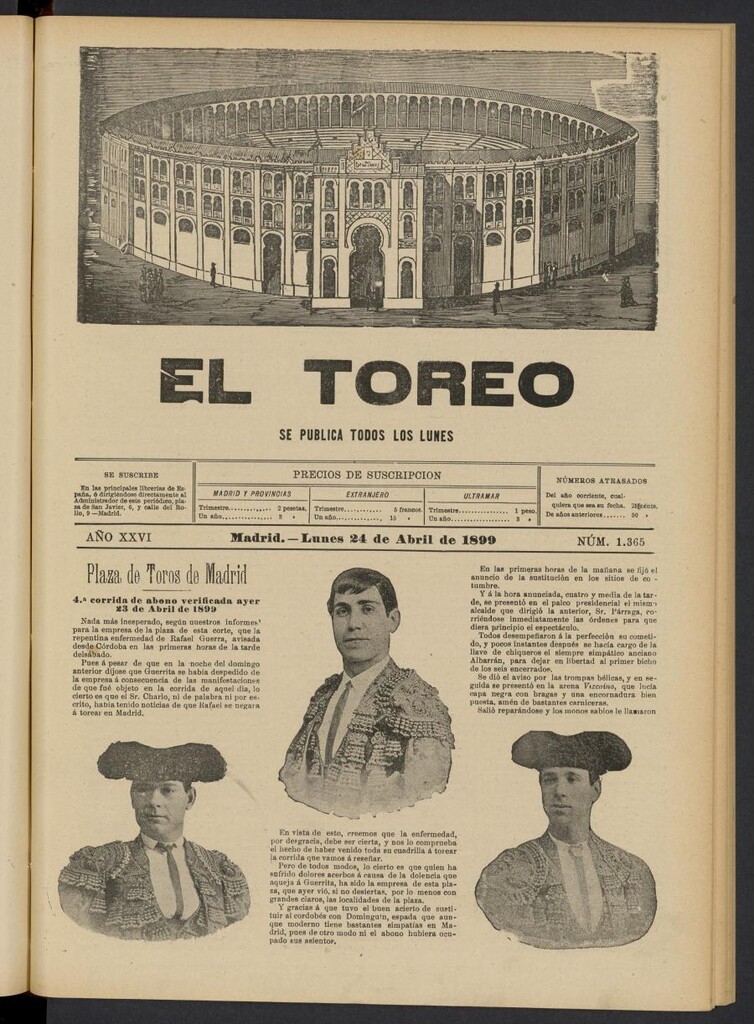 EL TOREO
SE PUBLICA TODOS LOS LUNES
SE SUSCRIBE
En las principales librerías de Es-
paña, ó dirigiéndose directamente al
Administrador de este periódico, pla-
za de San Javier, 6, y calle del Ro-
llo, 9 —Madrid.
PRECIOS DE SUSCRIPCION
MADRID Y PROVINCIAS
Trimestre............... 2 pesetas.
Un año............... 8 »
EXTRANJERO
Trimestre............ 5 francos.
Un año............ 15 »
ULTRAMAR
Trimestre............ 1 peso.
Un año............ 3 »
NÚMEROS ATRASADOS
Del año corriente, cual-
quiera que sea su fecha. 25 cénts.
De años anteriores....... 50 »
AÑO XXVI
Madrid.—Lunes 24 de Abril de 1899
NÚM. 1.365
Plaza de Toros de Madrid
4.ª corrida de abono verificada ayer
23 de Abril de 1899
Nada más inesperado, según nuestros informes
para la empresa de la plaza de esta corte, que la
repentina enfermedad de Rafael Guerra, avisada
desde Córdoba en las primeras horas de la tarde
del sábado.
Pues á pesar de que en la noche del domingo
anterior díjose que Guerrita se había despedido de
la empresa á consecuencia de las manifestaciones
de que fué objeto en la corrida de aquel día, lo
cierto es que el Sr. Charlo, ni de palabra ni por es-
crito, había tenido noticias de que Rafael se negara
á torear en Madrid.
En vista de esto, creemos que la enfermedad,
por desgracia, debe ser cierta, y nos lo comprueba
el hecho de haber venido toda su cuadrilla á torear
la corrida que vamos á reseñar.
Pero de todos modos, lo cierto es que quien ha
sufrido dolores acerbos á causa de la dolencia que
aqueja á Guerrita, ha sido la empresa de esta pla-
za, que ayer vió, si no desiertas, por lo menos con
grandes claros, las localidades de la plaza.
Y gracias á que tuvo el buen acierto de susti-
tuir al cordobés con Dominguín, espada que aun-
que moderno tiene bastantes simpatías en Ma-
drid, pues de otro modo ni el abono hubiera ocu-
pado sus asientos.
En las primeras horas de la mañana se fijó el
anuncio de la sustitución en los sitios de co-
tumbre.
Y á la hora anunciada, cuatro y media de la tar-
de, se presentó en el palco presidencial el mismo
alcalde que dirigió la anterior, Sr. Párraga, co-
rriéndose inmediatamente las órdenes para que
diera principio el espectáculo.
Todos desempeñaron á la perfección su cometi-
do, y pocos instantes después se hacía cargo de la
llave de chiqueros el siempre simpático anciano
Albarrán, para dejar en libertad al primer bicho
de los seis encerrados.
Se dió el aviso por las trompas bélicas, y en se-
guida se presentó en la arena Vizcaíno, que lucía
capa negra con bragas y una encornadura bien
puesta, amén de bastantes carniceras.
Salió reparándose y los monos sabios le llamaron